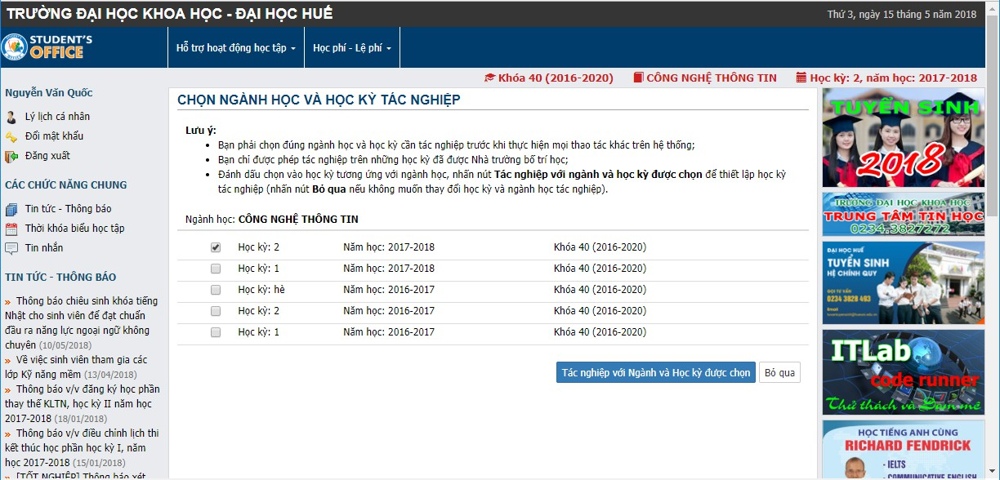 TRƯỜNG ĐẠI HỌC KHOA HỌC - ĐẠI HỌC HUẾ
Thứ 3, ngày 15 tháng 5 năm 2018
STUDENT'S
OFFICE
Hỗ trợ hoạt động học tập
Học phí - Lệ phí
Khóa 40 (2016-2020)
CÔNG NGHỆ THÔNG TIN
Học kỳ: 2, năm học: 2017-2018
Nguyễn Văn Quốc
Lý lịch cá nhân
Đổi mật khẩu
Đăng xuất
CÁC CHỨC NĂNG CHUNG
Tin tức - Thông báo
Thời khóa biểu học tập
Tin nhắn
TIN TỨC - THÔNG BÁO
» Thông báo chiêu sinh khóa tiếng
Nhật cho sinh viên để đạt chuẩn
đầu ra năng lực ngoại ngữ không
chuyên (10/05/2018)
» Về việc sinh viên tham gia các
lớp Kỹ năng mềm (13/04/2018)
» Thông báo v/v đăng ký học phần
thay thế KLTN, học kỳ II năm học
2017-2018 (18/01/2018)
» Thông báo v/v điều chỉnh lịch thi
kết thúc học phần học kỳ I, năm
học 2017-2018 (15/01/2018)
» [TỐT NGHIỆP] Thông báo xét
CHỌN NGÀNH HỌC VÀ HỌC KỲ TÁC NGHIỆP
Lưu ý:
• Bạn phải chọn đúng ngành học và học kỳ cần tác nghiệp trước khi thực hiện mọi thao tác khác trên hệ thống;
• Bạn chỉ được phép tác nghiệp trên những học kỳ đã được Nhà trường bố trí học;
• Đánh dấu chọn vào học kỳ tương ứng với ngành học, nhấn nút Tác nghiệp với ngành và học kỳ được chọn để thiết lập học kỳ
tác nghiệp (nhấn nút Bỏ qua nếu không muốn thay đổi học kỳ và ngành học tác nghiệp).
Ngành học: CÔNG NGHỆ THÔNG TIN
Học kỳ: 2 Năm học: 2017-2018 Khóa 40 (2016-2020)
Học kỳ: 1 Năm học: 2017-2018 Khóa 40 (2016-2020)
Học kỳ: hè Năm học: 2016-2017 Khóa 40 (2016-2020)
Học kỳ: 2 Năm học: 2016-2017 Khóa 40 (2016-2020)
Học kỳ: 1 Năm học: 2016-2017 Khóa 40 (2016-2020)
Tác nghiệp với Ngành và Học kỳ được chọn
Bỏ qua
TUYỂN SINH
2018
TRƯỜNG ĐẠI HỌC KHOA HỌC
TRUNG TÂM TIN HỌC
0234.3827272
ĐẠI HỌC HUẾ
TUYỂN SINH
HỆ CHÍNH QUY
GỌI TƯ VẤN
0234 3828 493
Email
ITLab
code runner
Thử thách và Đam mê
HỌC TIẾNG ANH CÙNG
RICHARD FENDRICK
- IELTS
- COMMUNICATIVE ENGLISH